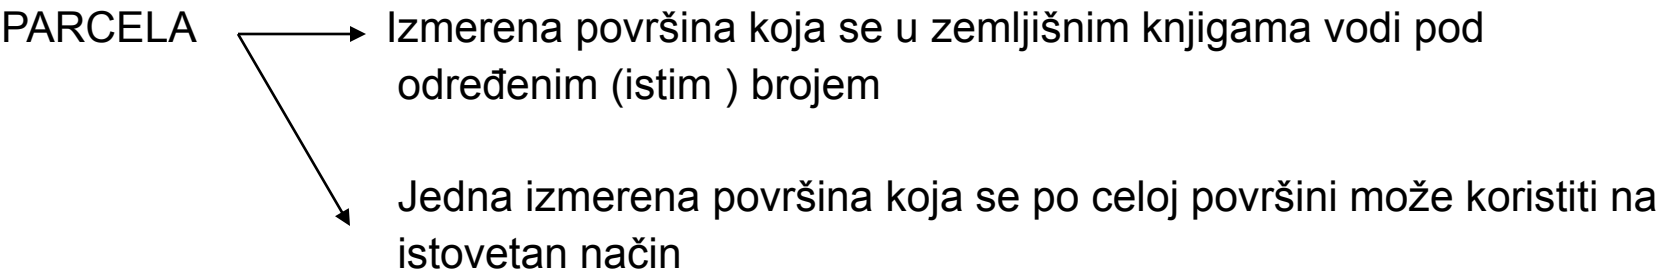 PARCELA Izmerena površina koja se u zemljišnim knjigama vodi pod
određenim (istim ) brojem
Jedna izmerena površina koja se po celoj površini može koristiti na
istovetan način